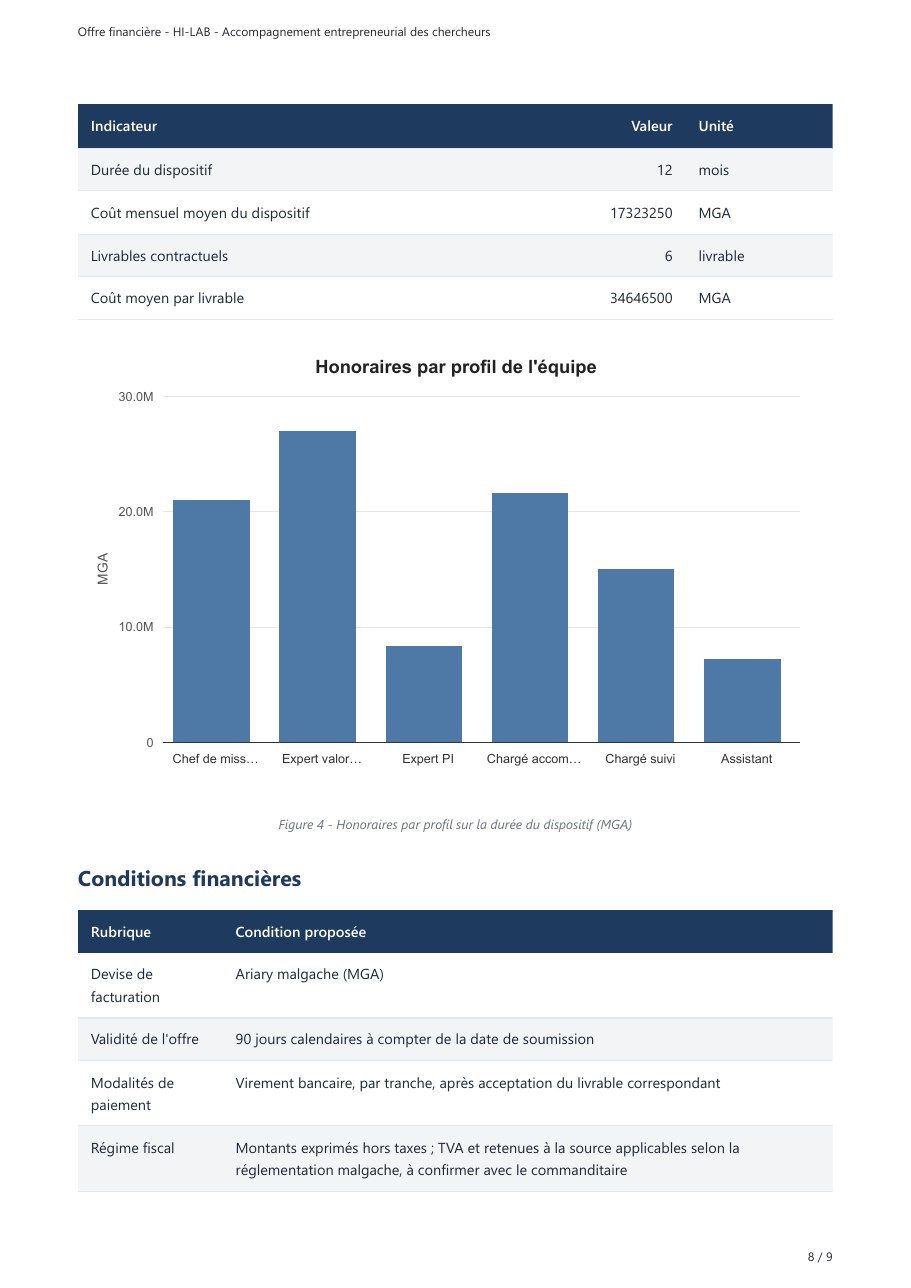 Offre financière - HI-LAB - Accompagnement entrepreneurial des chercheurs
Indicateur Valeur Unité
Durée du dispositif 12 mois
Coût mensuel moyen du dispositif 17323250 MGA
Livrables contractuels 6 livrable
Coût moyen par livrable 34646500 MGA
Honoraires par profil de l'équipe
30.0M
20.0M
10.0M
0
MGA
Chef de miss… Expert valor… Expert PI Chargé accom… Chargé suivi Assistant
Figure 4 - Honoraires par profil sur la durée du dispositif (MGA)
Conditions financières
Rubrique Condition proposée
Devise de Ariary malgache (MGA)
facturation
Validité de l'offre 90 jours calendaires à compter de la date de soumission
Modalités de Virement bancaire, par tranche, après acceptation du livrable correspondant
paiement
Régime fiscal Montants exprimés hors taxes ; TVA et retenues à la source applicables selon la
réglementation malgache, à confirmer avec le commanditaire
8 / 9